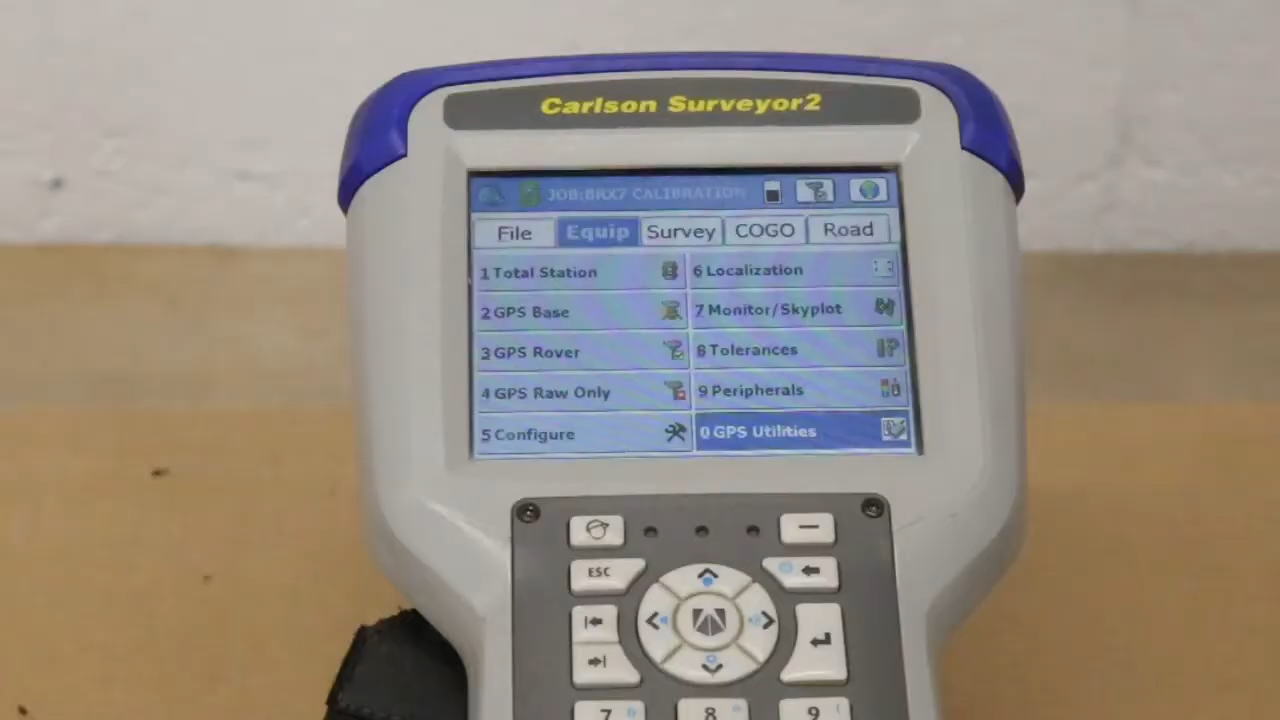 Carlson Surveyor2
JOB:BRX7 CALIBRATION
File Equip Survey COGO Road
1 Total Station 6 Localization
2 GPS Base 7 Monitor/Skyplot
3 GPS Rover 8 Tolerances
4 GPS Raw Only 9 Peripherals
5 Configure 0 GPS Utilities
ESC
7 8 9